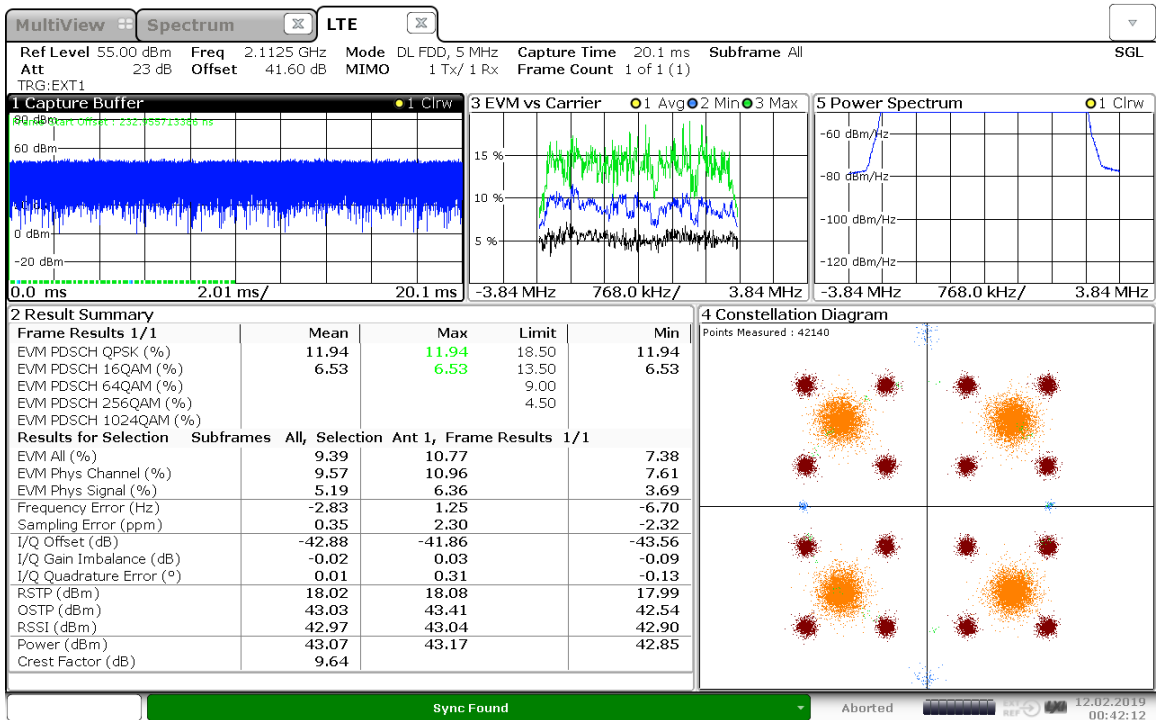 MultiView Spectrum X LTE X
Ref Level 55.00 dBm Freq 2.1125 GHz Mode DL FDD, 5 MHz Capture Time 20.1 ms Subframe All SGL
Att 23 dB Offset 41.60 dB MIMO 1 Tx/ 1 Rx Frame Count 1 of 1 (1)
TRG:EXT1
1 Capture Buffer 1 Clrw
80 dBm
Frame Start Offset : 232.955713386 ms
60 dBm
0 dBm
-20 dBm
0.0 ms 2.01 ms/ 20.1 ms
3 EVM vs Carrier 1 Avg 2 Min 3 Max
15 %
10 %
5 %
-3.84 MHz 768.0 kHz/ 3.84 MHz
5 Power Spectrum 1 Clrw
-60 dBm/Hz
-80 dBm/Hz
-100 dBm/Hz
-120 dBm/Hz
-3.84 MHz 768.0 kHz/ 3.84 MHz
2 Result Summary
Frame Results 1/1 Mean Max Limit Min
EVM PDSCH QPSK (%) 11.94 11.94 18.50 11.94
EVM PDSCH 16QAM (%) 6.53 6.53 13.50 6.53
EVM PDSCH 64QAM (%) 9.00
EVM PDSCH 256QAM (%) 4.50
EVM PDSCH 1024QAM (%)
Results for Selection Subframes All, Selection Ant 1, Frame Results 1/1
EVM All (%) 9.39 10.77 7.38
EVM Phys Channel (%) 9.57 10.96 7.61
EVM Phys Signal (%) 5.19 6.36 3.69
Frequency Error (Hz) -2.83 1.25 -6.70
Sampling Error (ppm) 0.35 2.30 -2.32
I/Q Offset (dB) -42.88 -41.86 -43.56
I/Q Gain Imbalance (dB) -0.02 0.03 -0.09
I/Q Quadrature Error (°) 0.01 0.31 -0.13
RSTP (dBm) 18.02 18.08 17.99
OSTP (dBm) 43.03 43.41 42.54
RSSI (dBm) 42.97 43.04 42.90
Power (dBm) 43.07 43.17 42.85
Crest Factor (dB) 9.64
4 Constellation Diagram
Points Measured : 42140
Sync Found Aborted EXT REF LXI 12.02.2019
00:42:12